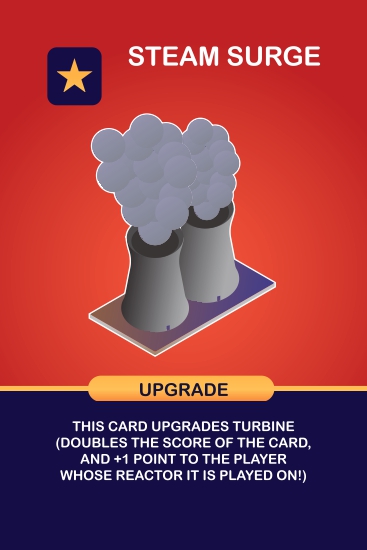 STEAM SURGE
UPGRADE
THIS CARD UPGRADES TURBINE
(DOUBLES THE SCORE OF THE CARD,
AND +1 POINT TO THE PLAYER
WHOSE REACTOR IT IS PLAYED ON!)